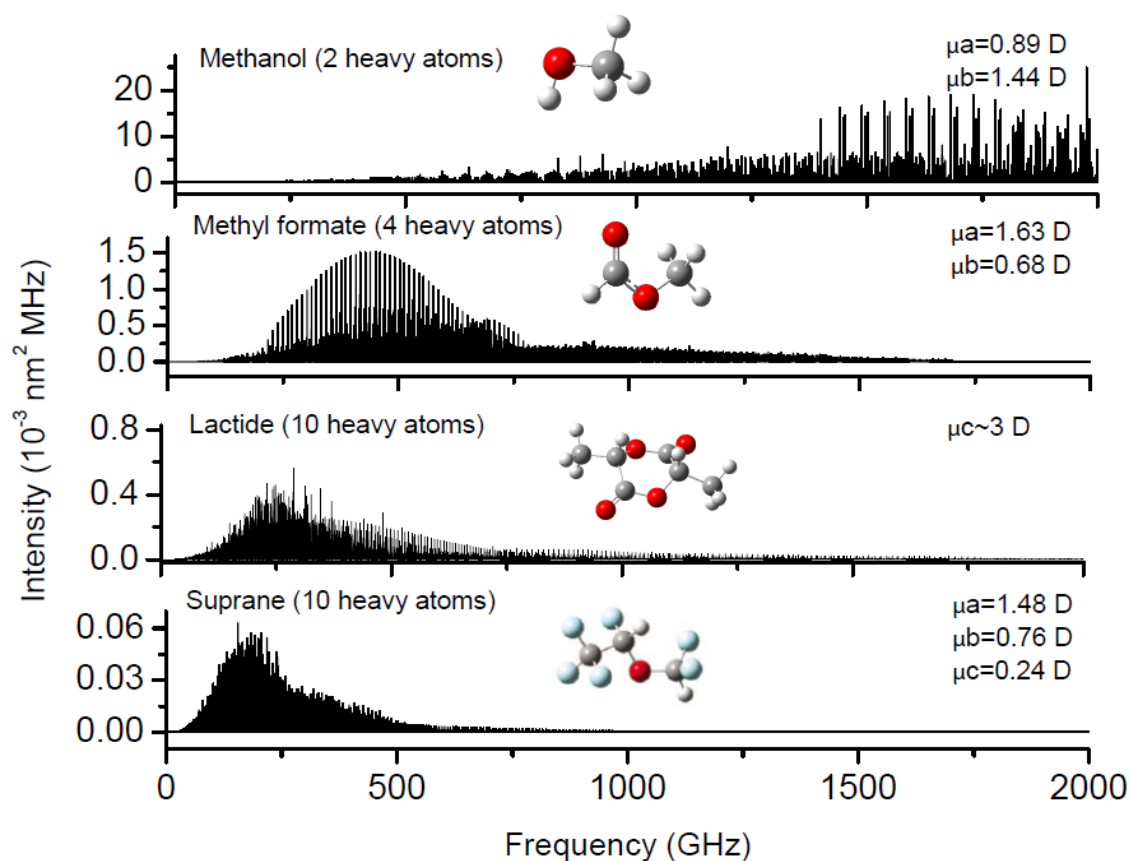 Methanol (2 heavy atoms)
μa=0.89 D
μb=1.44 D
20
10
0
Methyl formate (4 heavy atoms)
μa=1.63 D
μb=0.68 D
1.5
1.0
0.5
0.0
Lactide (10 heavy atoms)
μc~3 D
0.8
0.4
0.0
Suprane (10 heavy atoms)
μa=1.48 D
μb=0.76 D
μc=0.24 D
0.06
0.03
0.00
0 500 1000 1500 2000
Frequency (GHz)
Intensity (10⁻³ nm² MHz)